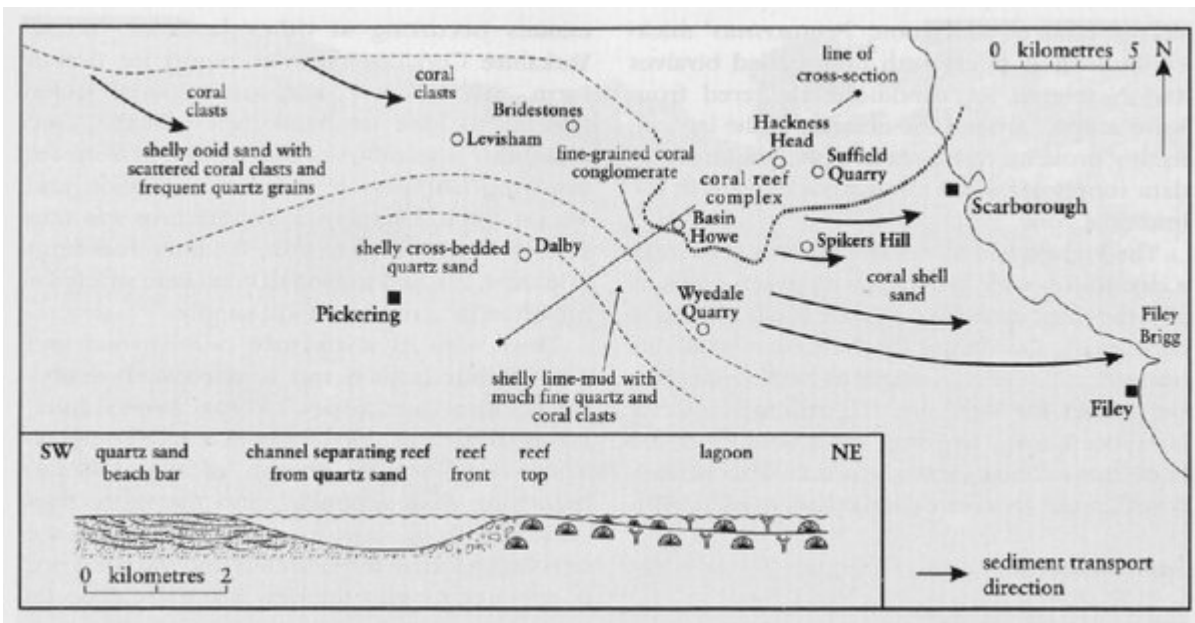 0 kilometres 5
N
line of
cross-section
coral
clasts
coral
clasts
Bridestones
Levisham
Hackness
Head
shelly ooid sand with
scattered coral clasts and
frequent quartz grains
fine-grained coral
conglomerate
Suffield
Quarry
coral reef
complex
Scarborough
Basin
Howe
shelly cross-bedded
quartz sand
Dalby
Spikers Hill
coral shell
sand
Pickering
Wyedale
Quarry
Filey
Brigg
shelly lime-mud with
much fine quartz and
coral clasts
Filey
SW
quartz sand
beach bar
channel separating reef
from quartz sand
reef
front
reef
top
lagoon
NE
0 kilometres 2
sediment transport
direction